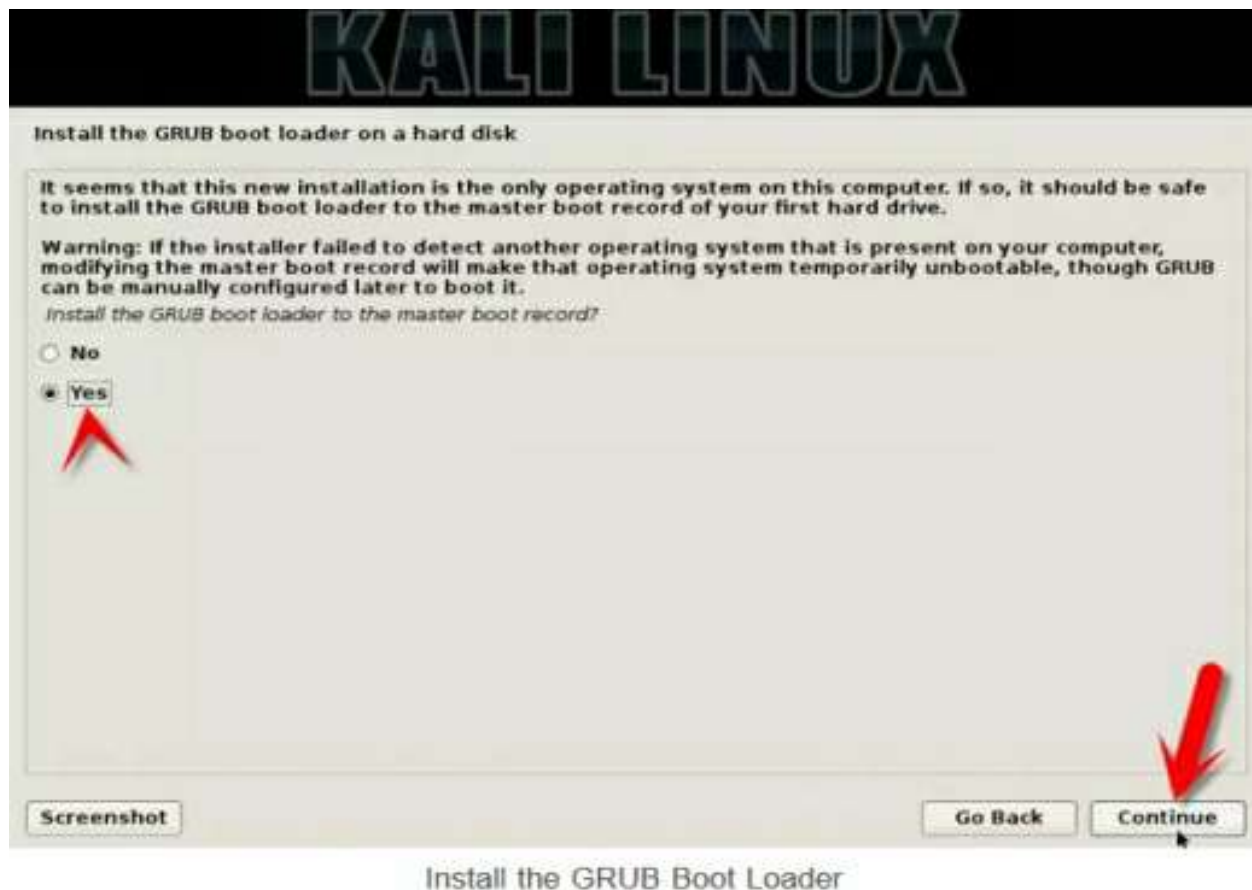 KALI LINUX
Install the GRUB boot loader on a hard disk
It seems that this new installation is the only operating system on this computer. If so, it should be safe
to install the GRUB boot loader to the master boot record of your first hard drive.
Warning: If the installer failed to detect another operating system that is present on your computer,
modifying the master boot record will make that operating system temporarily unbootable, though GRUB
can be manually configured later to boot it.
Install the GRUB boot loader to the master boot record?
No
Yes
Screenshot
Go Back
Continue
Install the GRUB Boot Loader